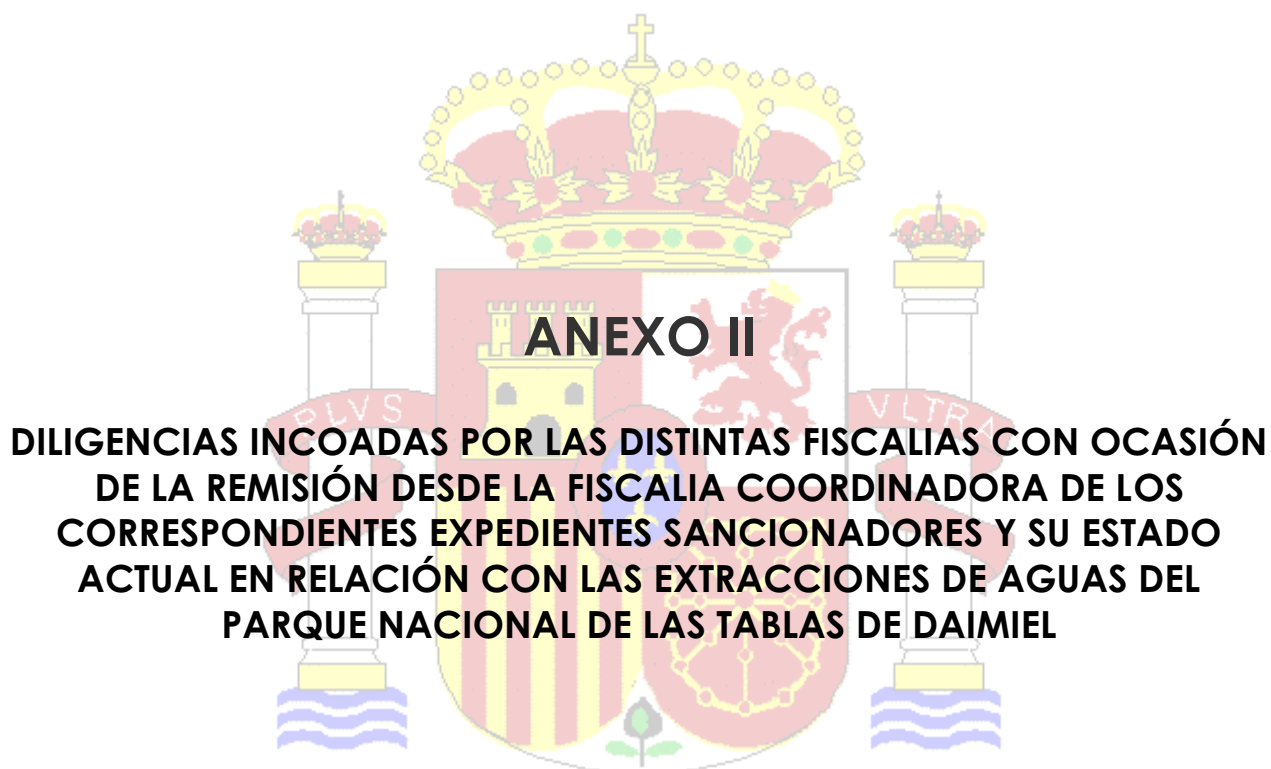 ANEXO II
DILIGENCIAS INCOADAS POR LAS DISTINTAS FISCALIAS CON OCASIÓN
DE LA REMISIÓN DESDE LA FISCALIA COORDINADORA DE LOS
CORRESPONDIENTES EXPEDIENTES SANCIONADORES Y SU ESTADO
ACTUAL EN RELACIÓN CON LAS EXTRACCIONES DE AGUAS DEL
PARQUE NACIONAL DE LAS TABLAS DE DAIMIEL
PLVS
VLTRA